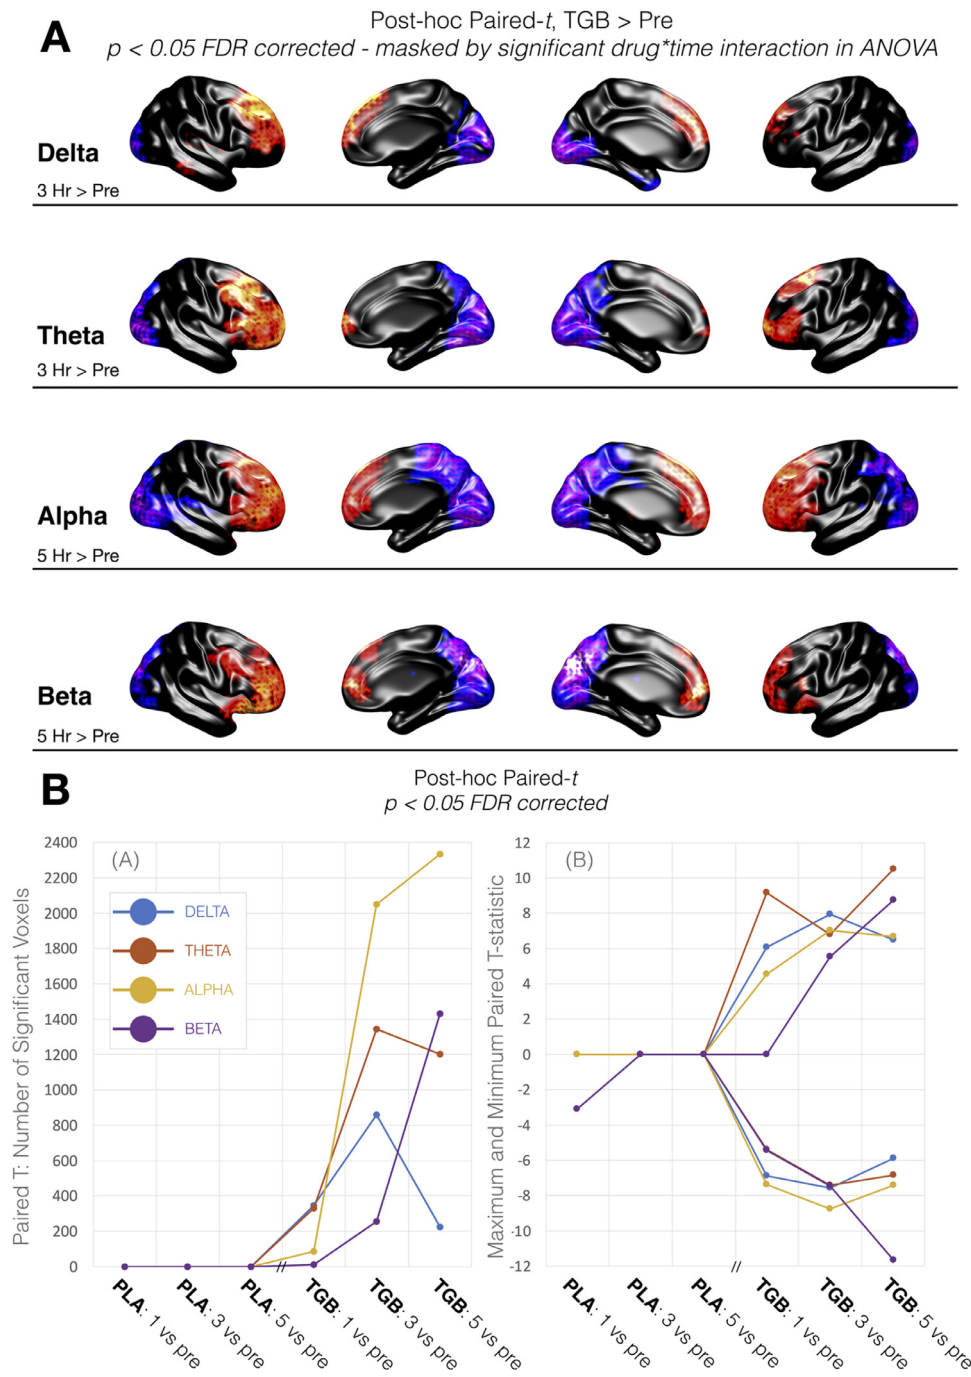 A
Post-hoc Paired-t, TGB > Pre
p < 0.05 FDR corrected - masked by significant drug*time interaction in ANOVA
Delta
3 Hr > Pre
Theta
3 Hr > Pre
Alpha
5 Hr > Pre
Beta
5 Hr > Pre
B
Post-hoc Paired-t
p < 0.05 FDR corrected
(A)
Paired T: Number of Significant Voxels
2400
2200
2000
1800
1600
1400
1200
1000
800
600
400
200
0
DELTA
THETA
ALPHA
BETA
//
PLA: 1 vs pre
PLA: 3 vs pre
PLA: 5 vs pre
TGB: 1 vs pre
TGB: 3 vs pre
TGB: 5 vs pre
(B)
Maximum and Minimum Paired T-statistic
12
10
8
6
4
2
0
-2
-4
-6
-8
-10
-12
//
PLA: 1 vs pre
PLA: 3 vs pre
PLA: 5 vs pre
TGB: 1 vs pre
TGB: 3 vs pre
TGB: 5 vs pre